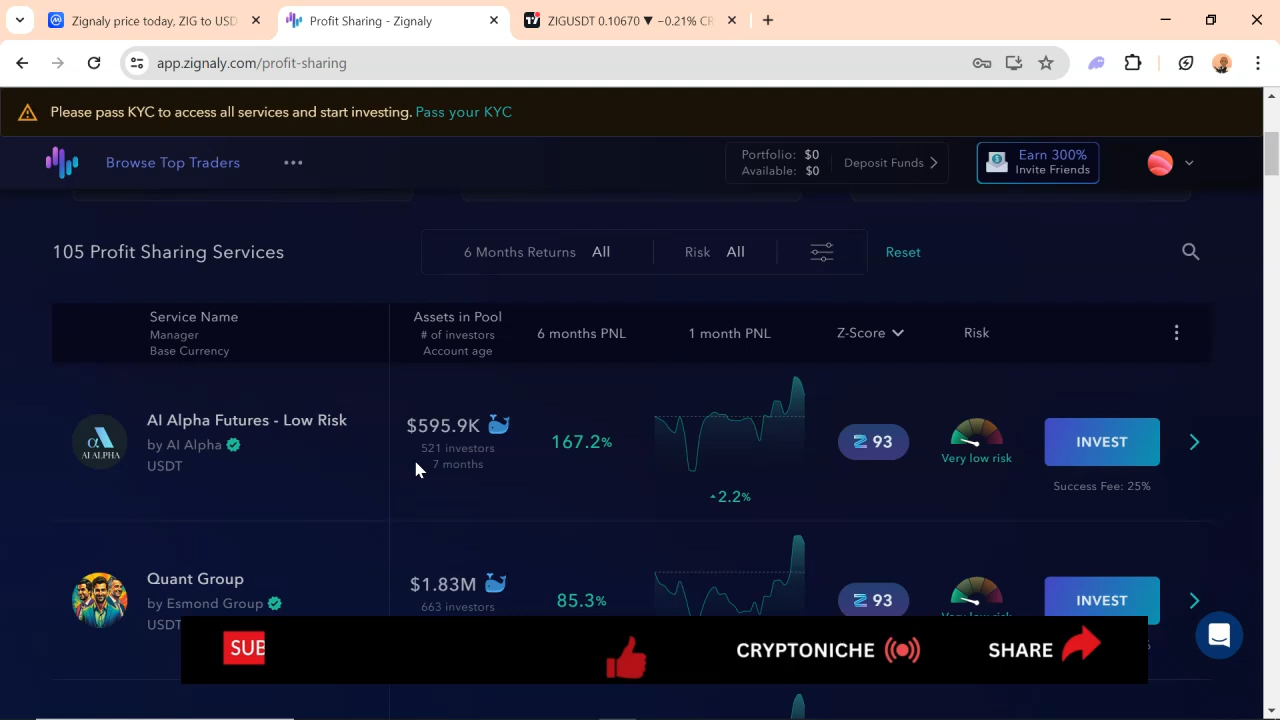 Zignaly price today, ZIG to USD
Profit Sharing - Zignaly
ZIGUSDT 0.10670 ▼ −0.21% CR
app.zignaly.com/profit-sharing
Please pass KYC to access all services and start investing. Pass your KYC
Browse Top Traders
Portfolio: $0
Available: $0
Deposit Funds
Earn 300%
Invite Friends
105 Profit Sharing Services
6 Months Returns All
Risk All
Reset
Service Name
Manager
Base Currency
Assets in Pool
# of investors
Account age
6 months PNL
1 month PNL
Z-Score
Risk
AI Alpha Futures - Low Risk
by AI Alpha
USDT
AI ALPHA
$595.9K
521 investors
7 months
167.2%
2.2%
93
Very low risk
INVEST
Success Fee: 25%
Quant Group
by Esmond Group
USDT
$1.83M
663 investors
85.3%
93
Very low risk
INVEST
SUB
CRYPTONICHE
SHARE